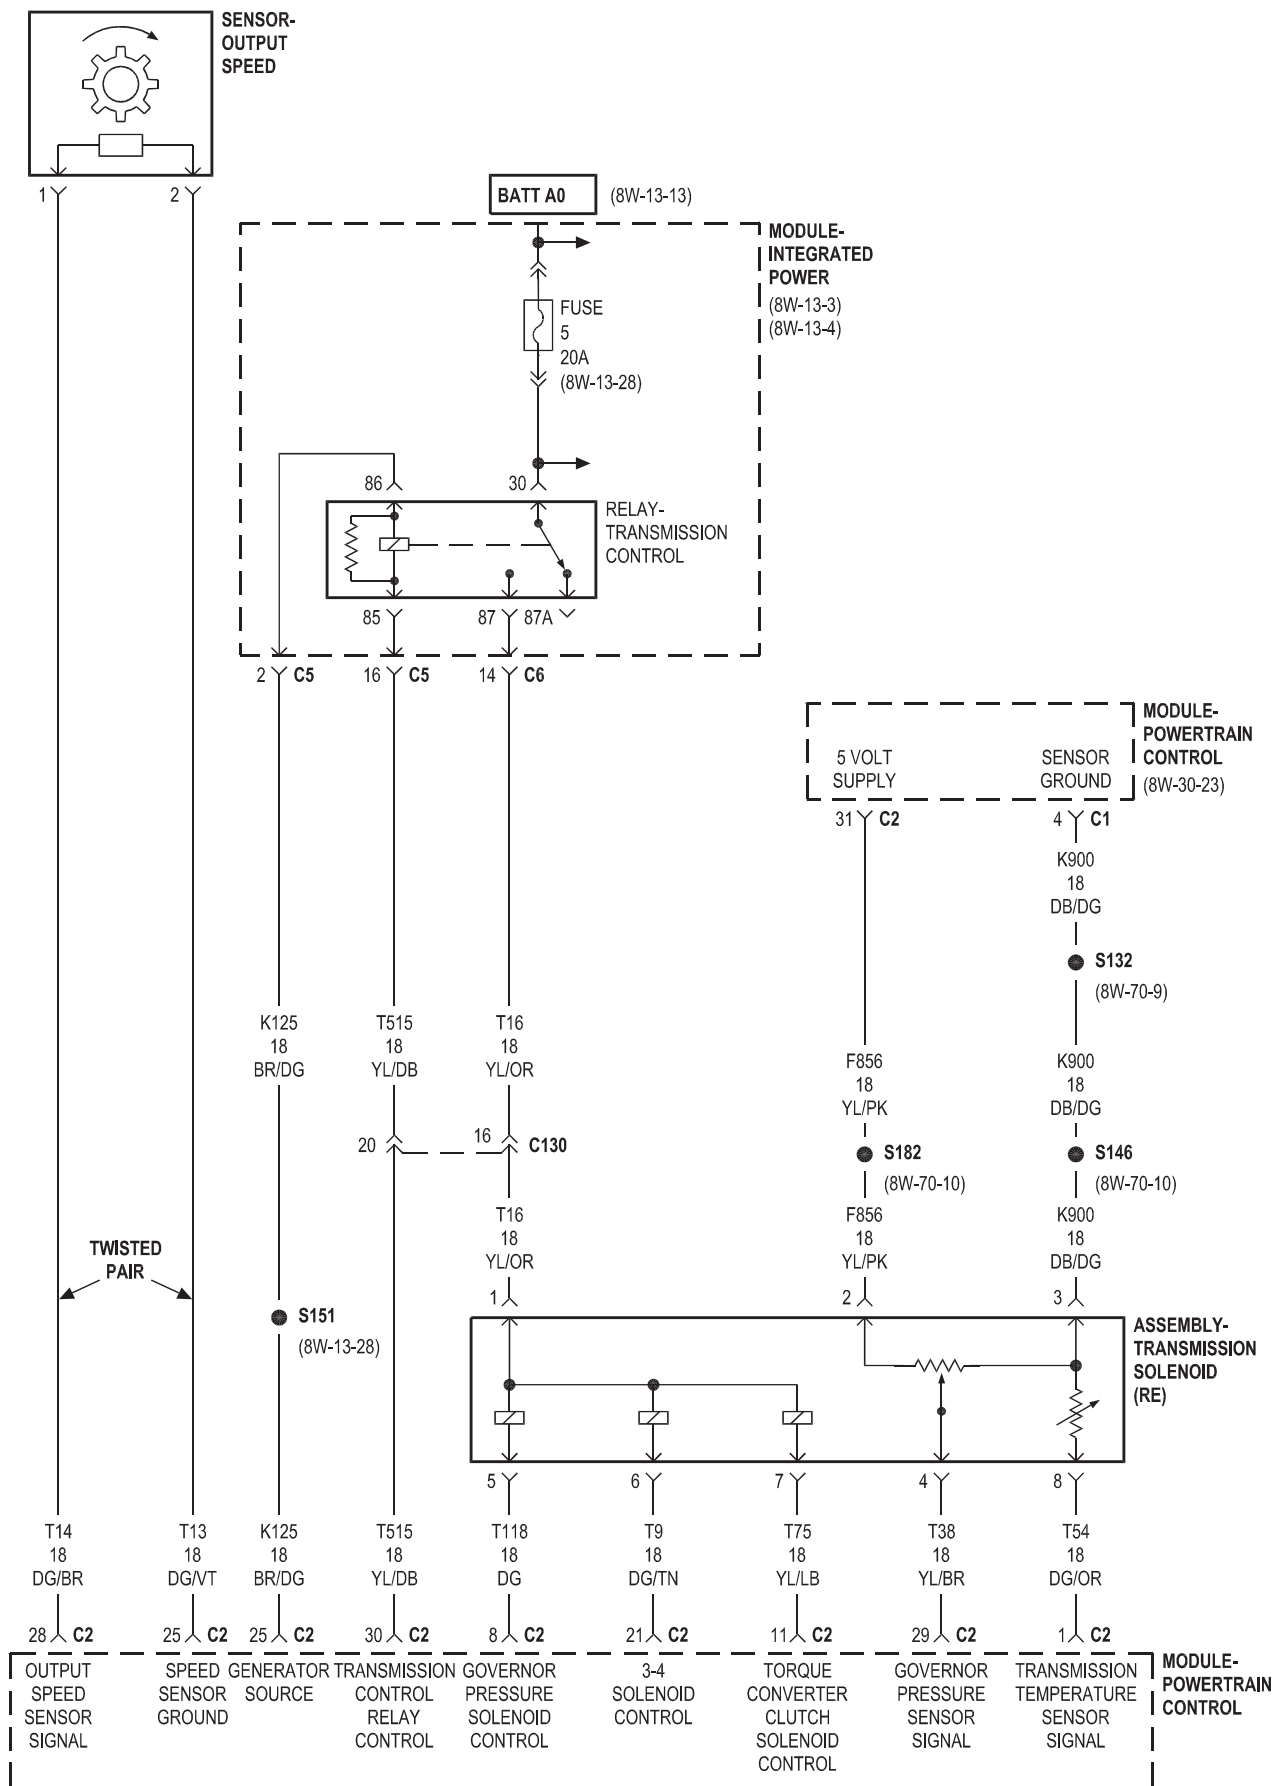 SENSOR-
OUTPUT
SPEED
1
2
BATT A0 (8W-13-13)
MODULE-
INTEGRATED
POWER
(8W-13-3)
(8W-13-4)
FUSE
5
20A
(8W-13-28)
86
30
RELAY-
TRANSMISSION
CONTROL
85
87
87A
2 C5
16 C5
14 C6
MODULE-
POWERTRAIN
CONTROL
(8W-30-23)
5 VOLT
SUPPLY
SENSOR
GROUND
31 C2
4 C1
K900
18
DB/DG
S132
(8W-70-9)
K125
18
BR/DG
T515
18
YL/DB
T16
18
YL/OR
F856
18
YL/PK
K900
18
DB/DG
20
16
C130
S182
(8W-70-10)
S146
(8W-70-10)
T16
18
YL/OR
F856
18
YL/PK
K900
18
DB/DG
TWISTED
PAIR
1
2
3
S151
(8W-13-28)
ASSEMBLY-
TRANSMISSION
SOLENOID
(RE)
5
6
7
4
8
T14
18
DG/BR
T13
18
DG/VT
K125
18
BR/DG
T515
18
YL/DB
T118
18
DG
T9
18
DG/TN
T75
18
YL/LB
T38
18
YL/BR
T54
18
DG/OR
28 C2
25 C2
25 C2
30 C2
8 C2
21 C2
11 C2
29 C2
1 C2
OUTPUT
SPEED
SENSOR
SIGNAL
SPEED
SENSOR
GROUND
GENERATOR
SOURCE
TRANSMISSION
CONTROL
RELAY
CONTROL
GOVERNOR
PRESSURE
SOLENOID
CONTROL
3-4
SOLENOID
CONTROL
TORQUE
CONVERTER
CLUTCH
SOLENOID
CONTROL
GOVERNOR
PRESSURE
SENSOR
SIGNAL
TRANSMISSION
TEMPERATURE
SENSOR
SIGNAL
MODULE-
POWERTRAIN
CONTROL